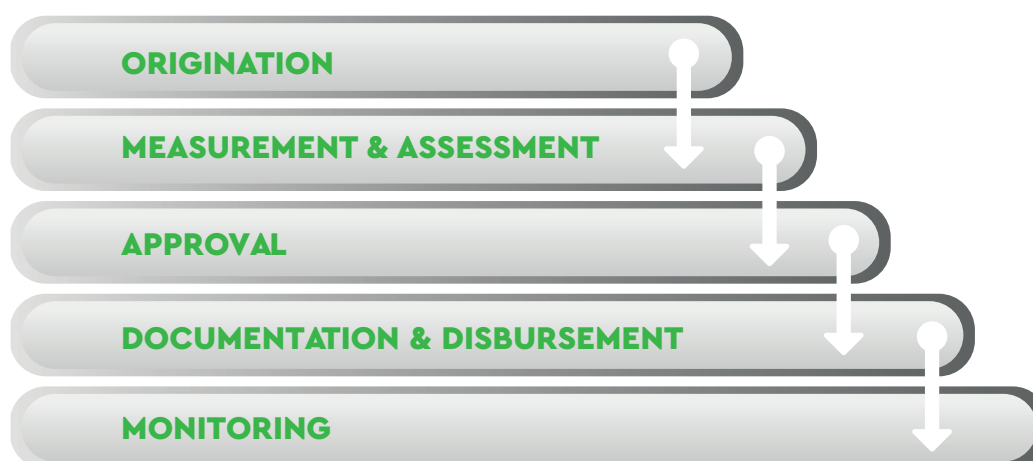 ORIGINATION
MEASUREMENT & ASSESSMENT
APPROVAL
DOCUMENTATION & DISBURSEMENT
MONITORING